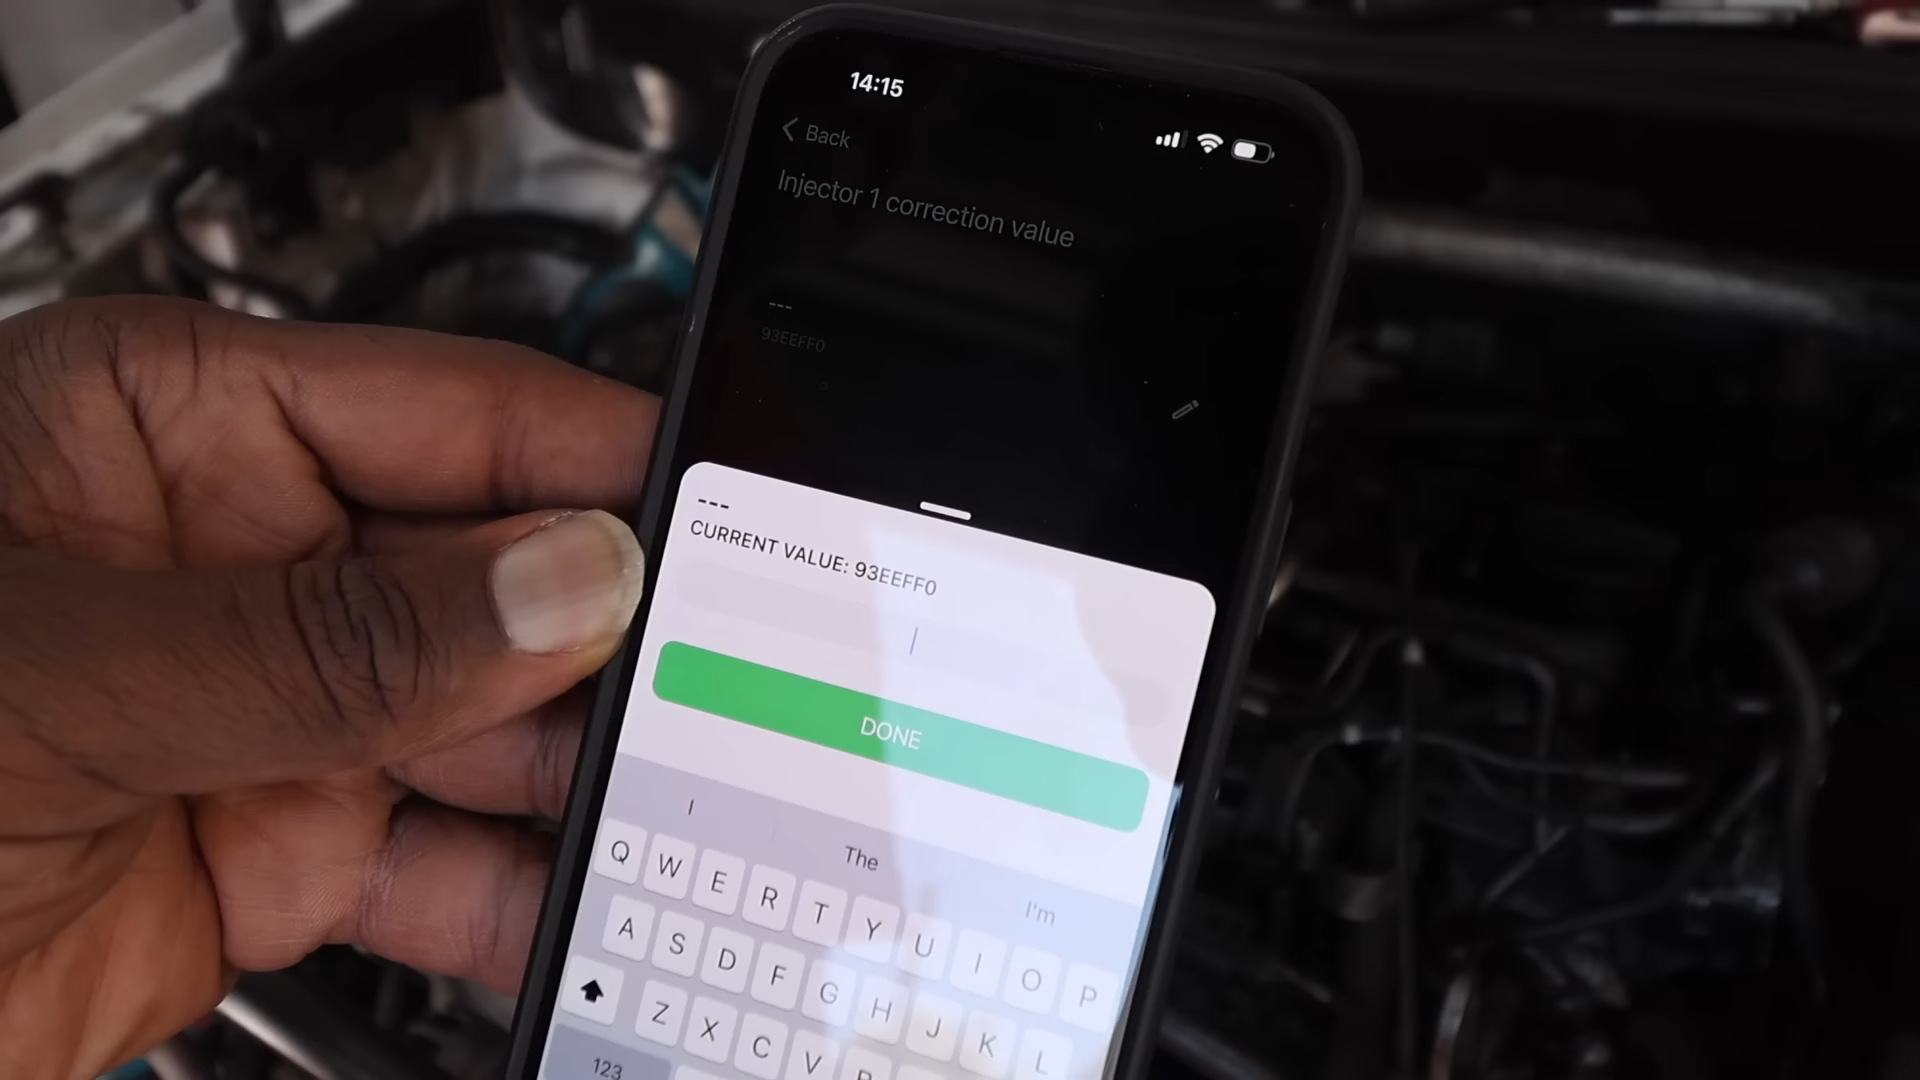 14:15
Back
Injector 1 correction value
---
93EEFF0
---
CURRENT VALUE: 93EEFF0
DONE
I The I'm
Q W E R T Y U I O P
A S D F G H J K L
Z X C V
123